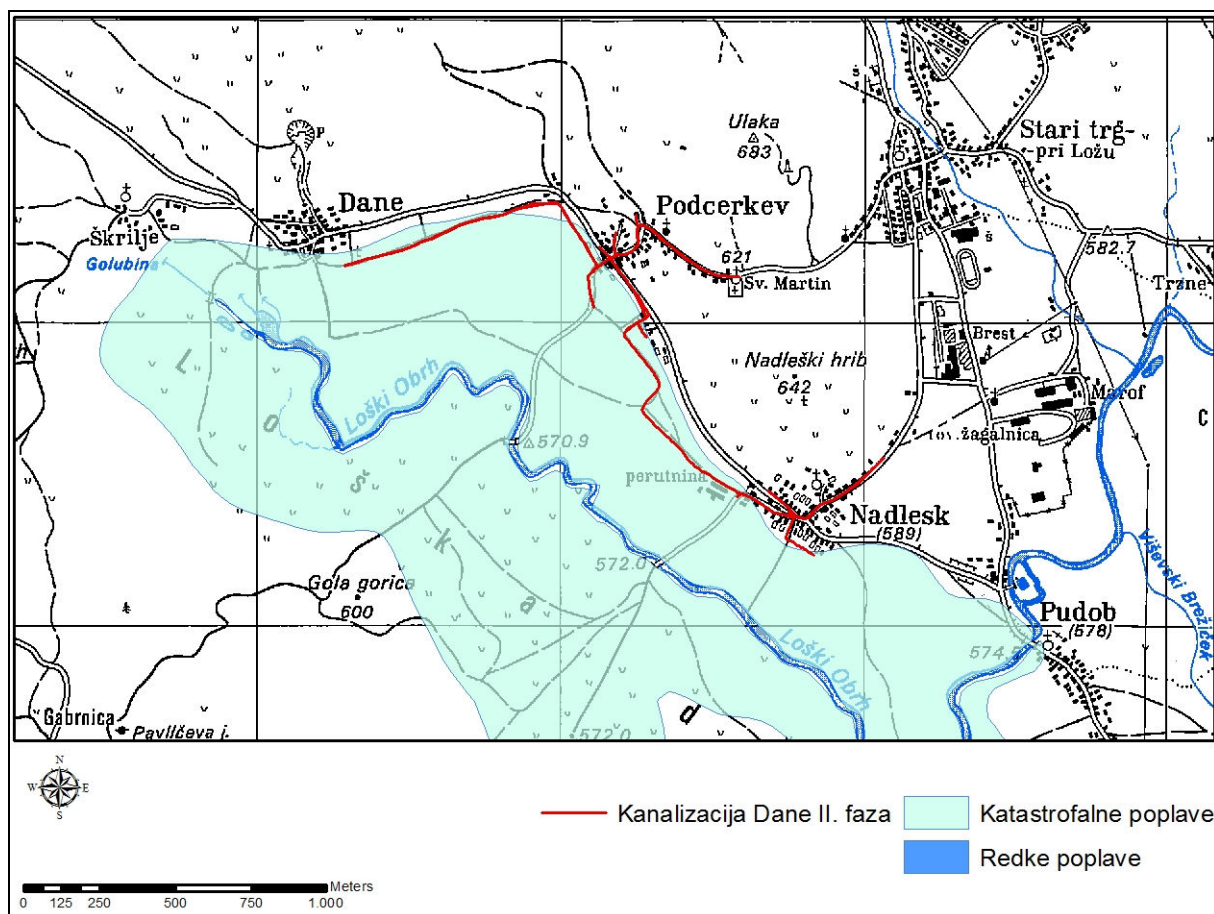 Ulaka
683
Stari trg-
-pri Ložu
P
Dane
Podcerkev
Škrilje
Golubina
621
Sv. Martin
Š
Š
582.7
Trzne
Brest
Nadleški hrib
642
Marof
žagalnica
C
Loški Obrh
570.9
L
o
š
k
a
d
perutnina
Nadlesk
(589)
572.0
Gola gorica
600
Viševski Brežiček
Pudob
(578)
574.5
Loški Obrh
Gabrnica
Pavličeva j.
572.0
N
W
E
S
Kanalizacija Dane II. faza
Katastrofalne poplave
Redke poplave
0 125 250 500 750 1.000 Meters